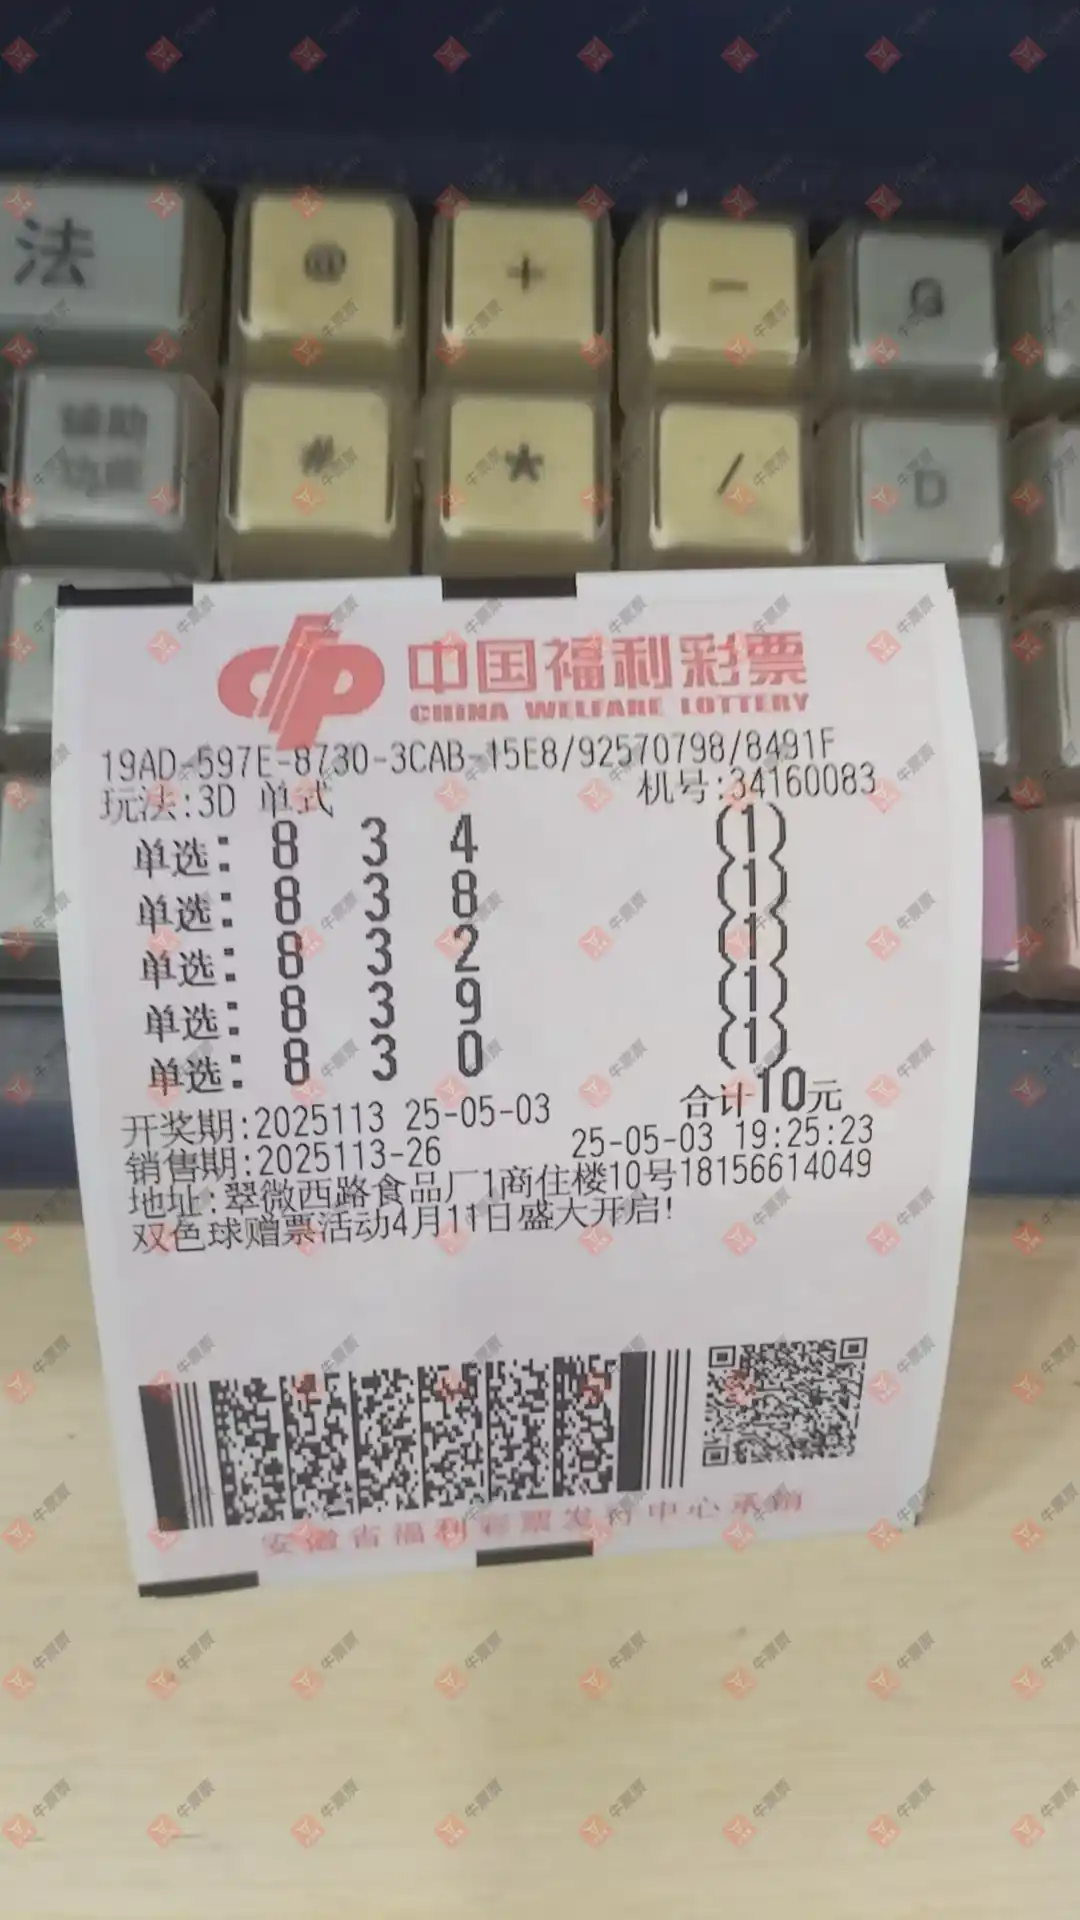 法
@
+
-
G
辅助
功能
#
*
/
D
中国福利彩票
CHINA WELFARE LOTTERY
19AD-597E-8730-3CAB-15E8/92570798/8491F
玩法:3D 单式 机号:34160083
单选: 8 3 4 (1)
单选: 8 3 8 (1)
单选: 8 3 2 (1)
单选: 8 3 9 (1)
单选: 8 3 0 (1)
合计10元
开奖期:2025113 25-05-03
销售期:2025113-26 25-05-03 19:25:23
地址:翠微西路食品厂1商住楼10号18156614049
双色球赠票活动4月11日盛大开启!
安徽省福利彩票发行中心承销
牛票票